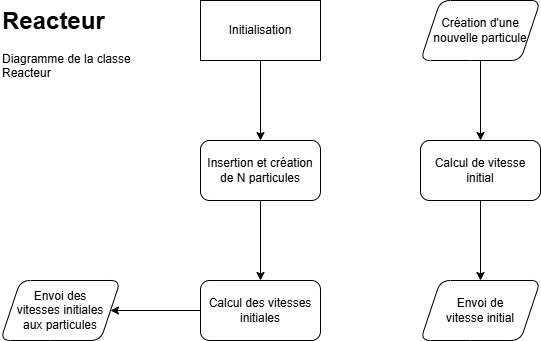 Reacteur
Diagramme de la classe
Reacteur
Initialisation
Insertion et création
de N particules
Calcul des vitesses
initiales
Envoi des
vitesses initiales
aux particules
Création d'une
nouvelle particule
Calcul de vitesse
initial
Envoi de
vitesse initial